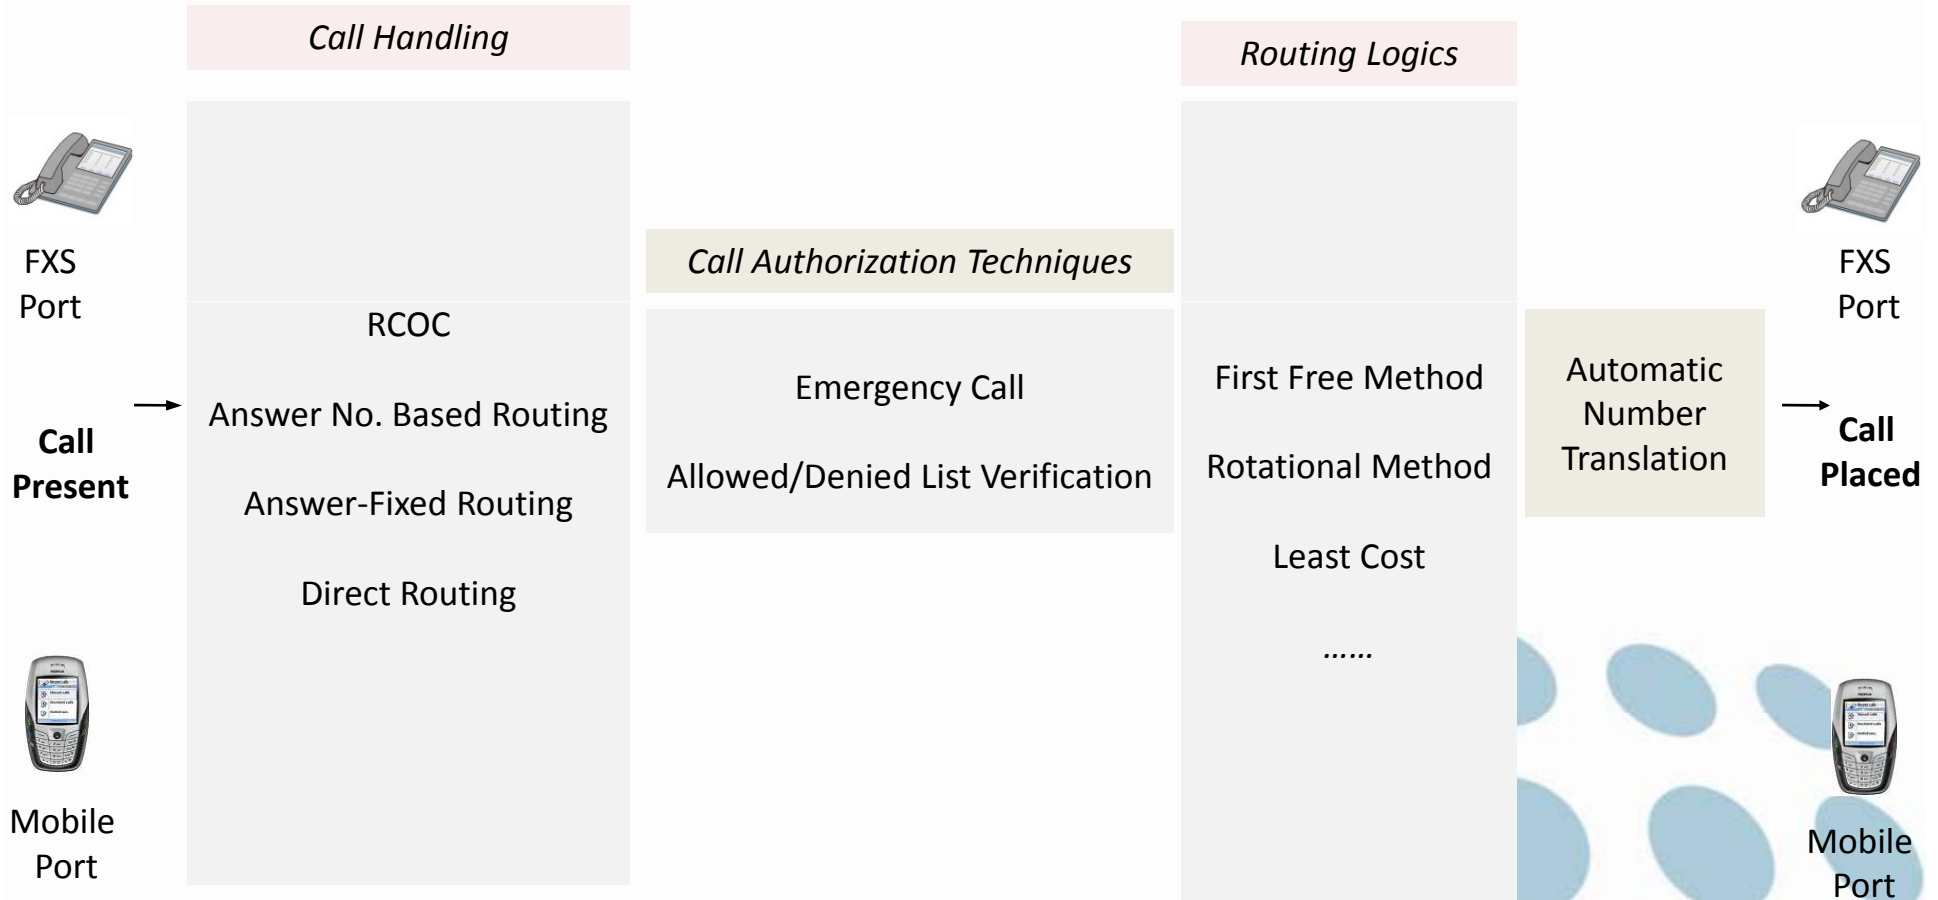 Call Handling
Routing Logics
FXS
Port
Call
Present
Mobile
Port
RCOC
Answer No. Based Routing
Answer-Fixed Routing
Direct Routing
Call Authorization Techniques
Emergency Call
Allowed/Denied List Verification
First Free Method
Rotational Method
Least Cost
......
Automatic
Number
Translation
FXS
Port
Call
Placed
Mobile
Port